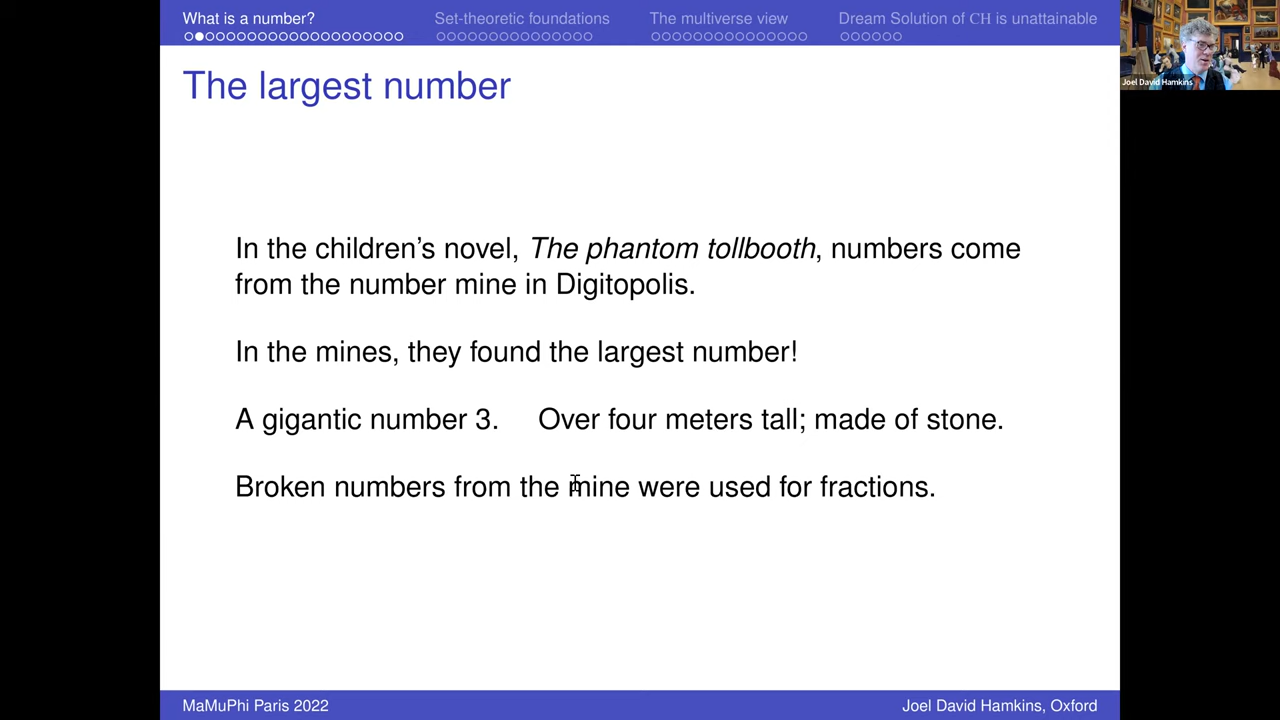 What is a number?
Set-theoretic foundations
The multiverse view
Dream Solution of CH is unattainable
Joel David Hamkins
The largest number
In the children’s novel, The phantom tollbooth, numbers come
from the number mine in Digitopolis.
In the mines, they found the largest number!
A gigantic number 3. Over four meters tall; made of stone.
Broken numbers from the mine were used for fractions.
MaMuPhi Paris 2022
Joel David Hamkins, Oxford